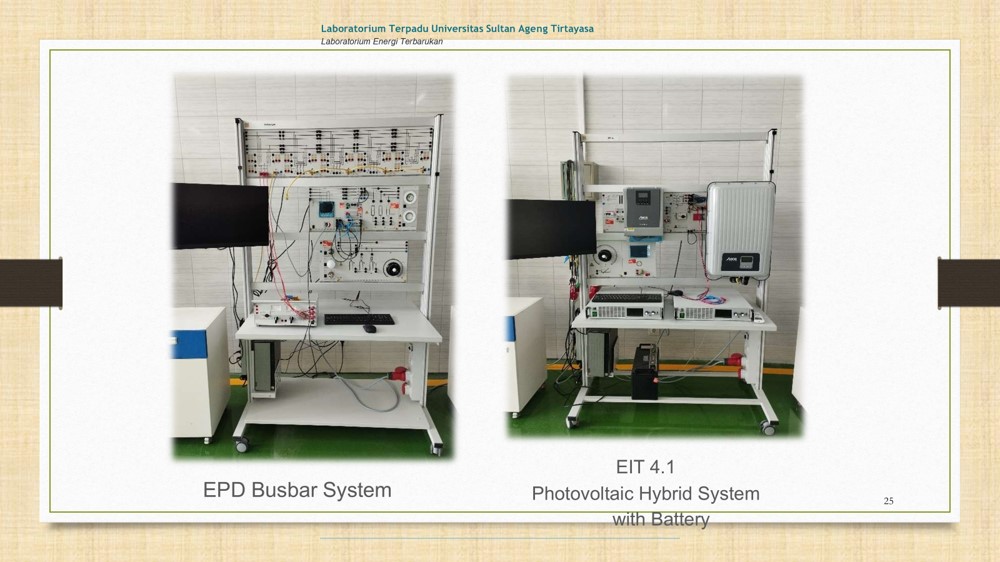 Laboratorium Terpadu Universitas Sultan Ageng Tirtayasa
Laboratorium Energi Terbarukan
EPD Busbar System
EIT 4.1
Photovoltaic Hybrid System
with Battery
25